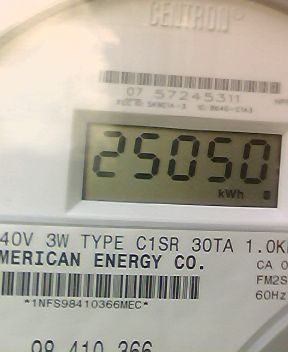 CENTRON®
07 57245311
25050
kWh
40V 3W TYPE C1SR 30TA 1.0K
MERICAN ENERGY CO.
CA 0
FM2S
*1NFS98410366MEC*
60Hz
98 410 366